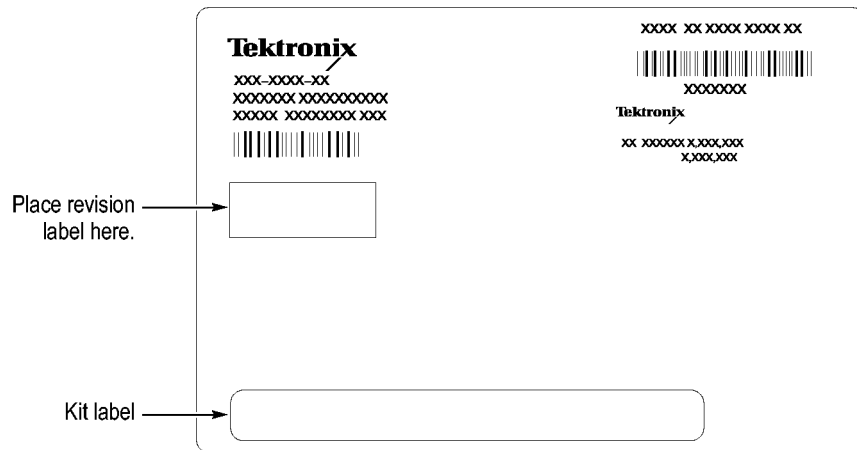 Tektronix
XXX–XXXX–XX
XXXXXXX XXXXXXXXXX
XXXXX XXXXXXXX XXX
XXXX XX XXXX XXXX XX
XXXXXXX
Tektronix
XX XXXXXX X,XXX,XXX
X,XXX,XXX
Place revision
label here.
Kit label